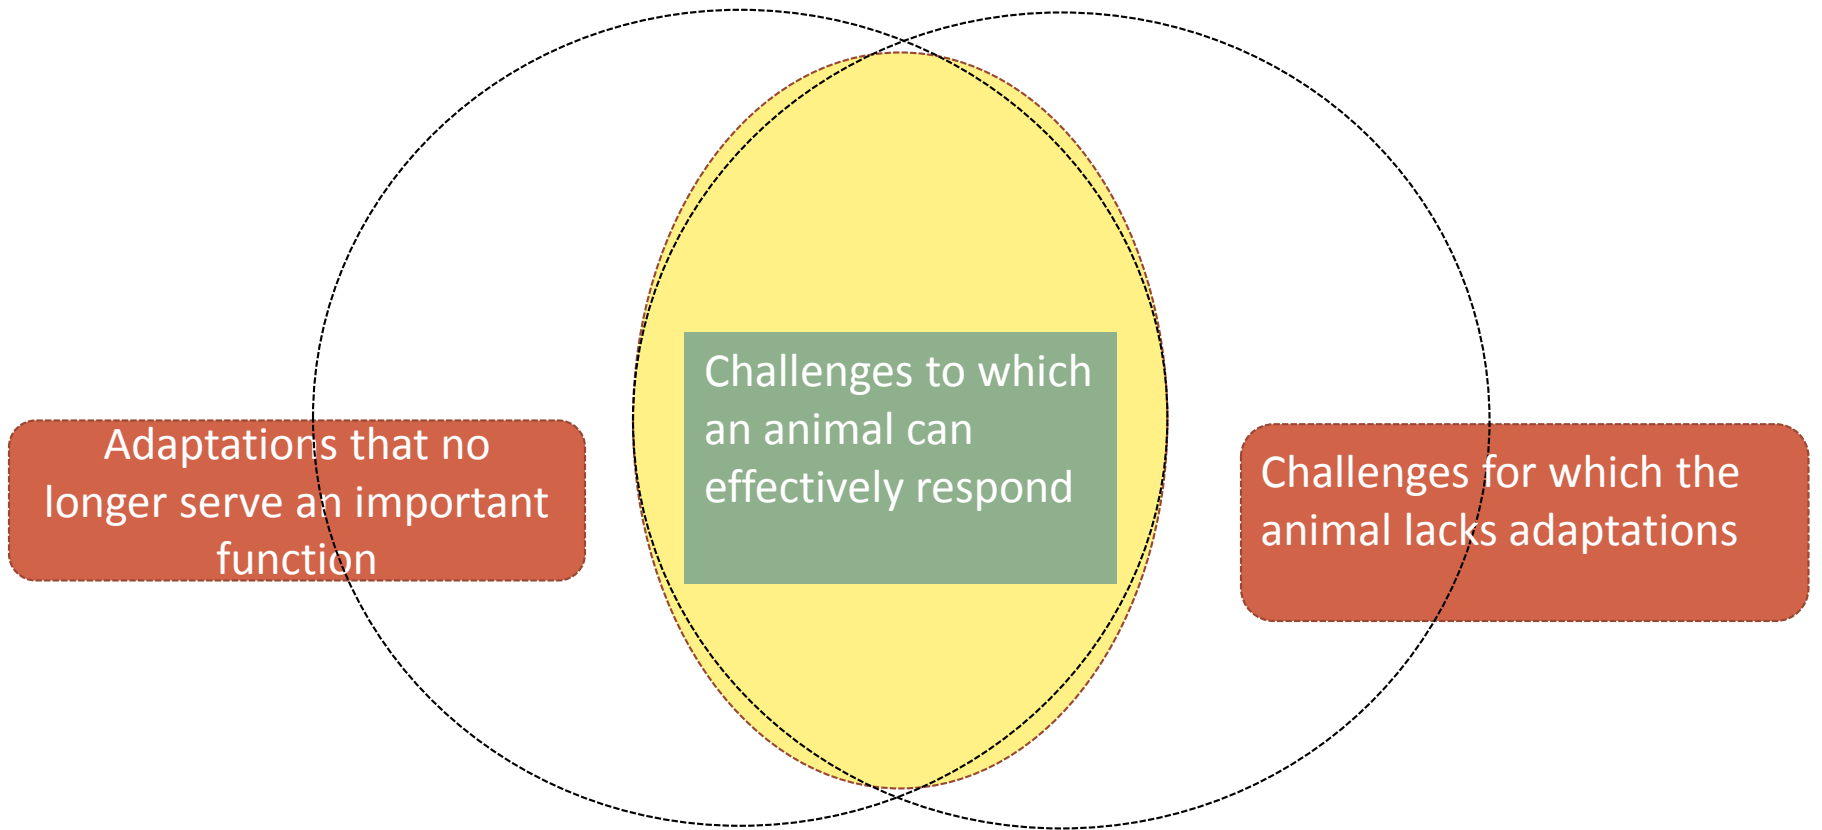 Adaptations that no
longer serve an important
function
Challenges to which
an animal can
effectively respond
Challenges for which the
animal lacks adaptations